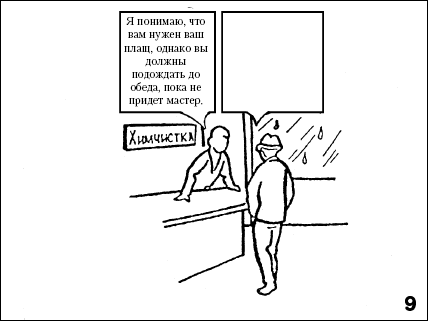 Я понимаю, что
вам нужен ваш
плащ, однако вы
должны
подождать до
обеда, пока не
придет мастер.
Химчистка
9